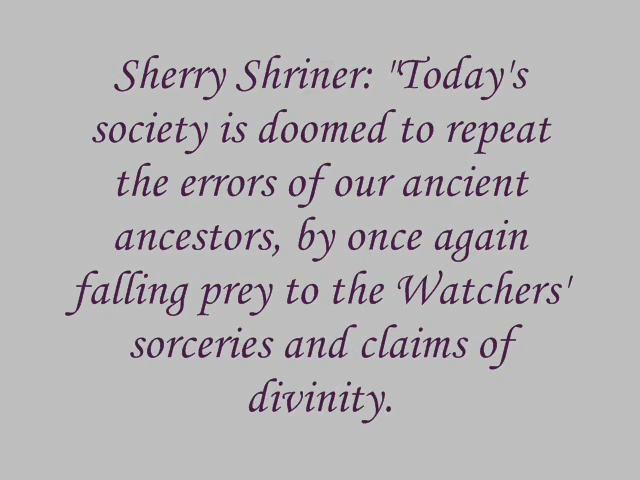 Sherry Shriner: "Today's
society is doomed to repeat
the errors of our ancient
ancestors, by once again
falling prey to the Watchers'
sorceries and claims of
divinity.